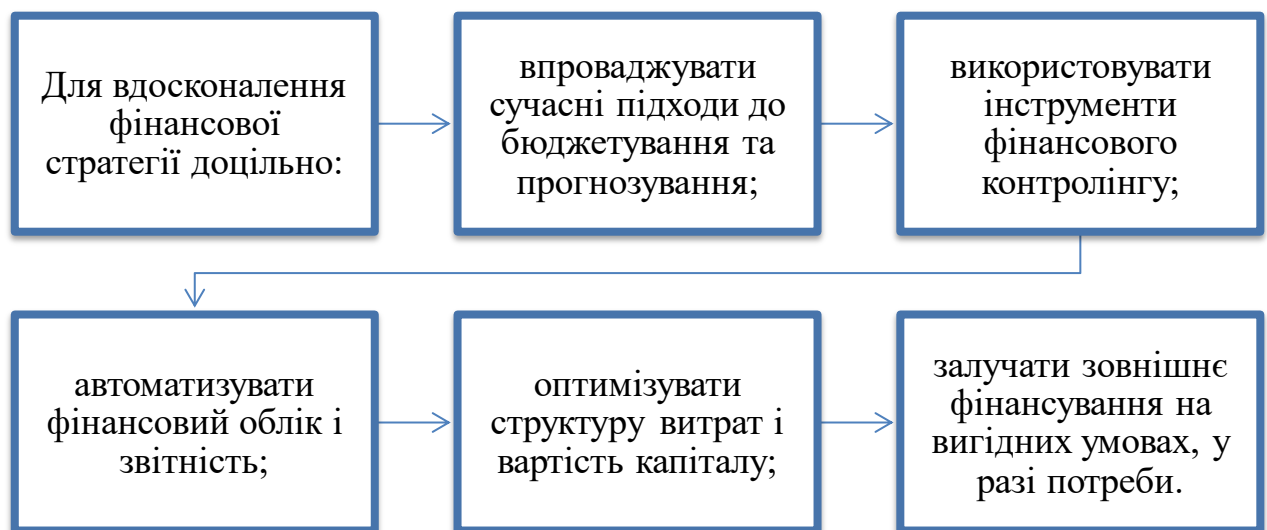 Для вдосконалення
фінансової
стратегії доцільно:
впроваджувати
сучасні підходи до
бюджетування та
прогнозування;
використовувати
інструменти
фінансового
контролінгу;
автоматизувати
фінансовий облік і
звітність;
оптимізувати
структуру витрат і
вартість капіталу;
залучати зовнішнє
фінансування на
вигідних умовах, у
разі потреби.